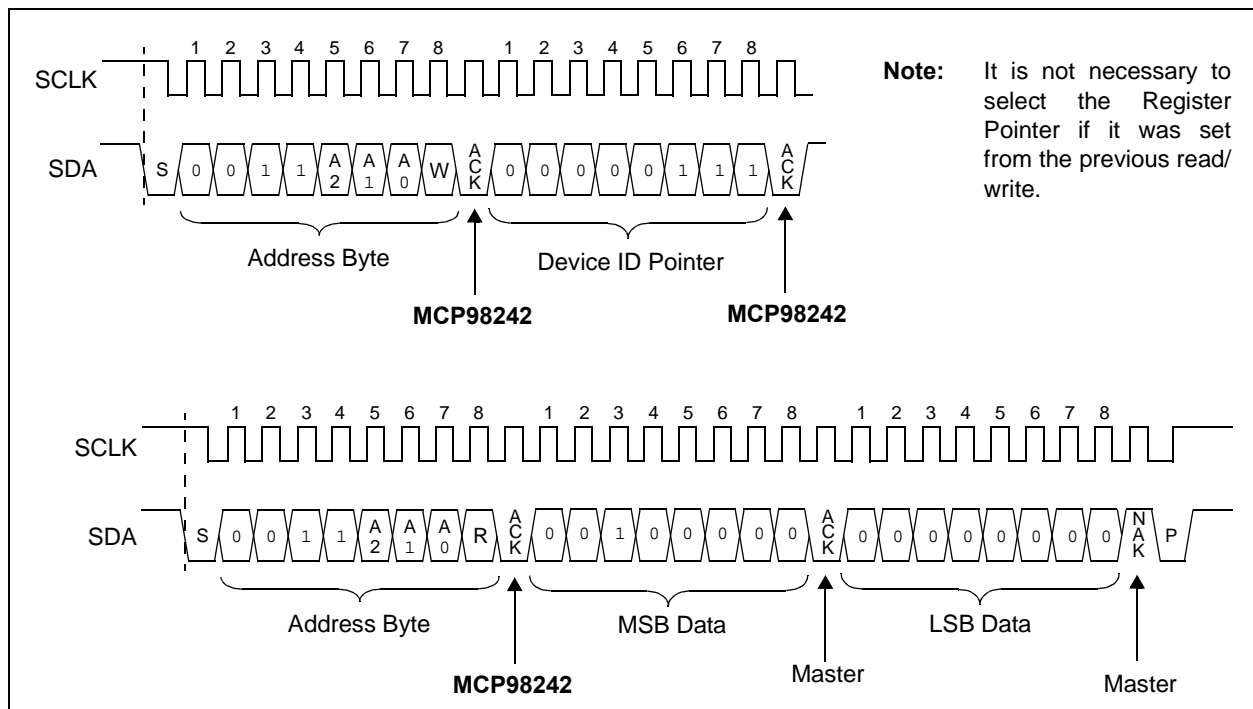 1 2 3 4 5 6 7 8 1 2 3 4 5 6 7 8
SCLK
SDA
S 0 0 1 1 A2 A1 A0 W ACK 0 0 0 0 0 1 1 1 ACK
Address Byte
Device ID Pointer
MCP98242
MCP98242
Note: It is not necessary to
select the Register
Pointer if it was set
from the previous read/
write.
1 2 3 4 5 6 7 8 1 2 3 4 5 6 7 8 1 2 3 4 5 6 7 8
SCLK
SDA
S 0 0 1 1 A2 A1 A0 R ACK 0 0 1 0 0 0 0 0 ACK 0 0 0 0 0 0 0 0 NAK P
Address Byte
MSB Data
LSB Data
MCP98242
Master
Master